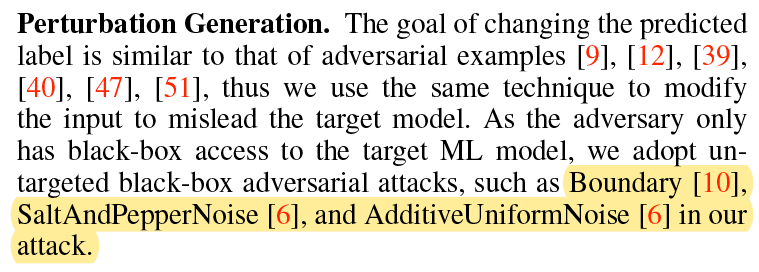 Perturbation Generation. The goal of changing the predicted
label is similar to that of adversarial examples [9], [12], [39],
[40], [47], [51], thus we use the same technique to modify
the input to mislead the target model. As the adversary only
has black-box access to the target ML model, we adopt un-
targeted black-box adversarial attacks, such as Boundary [10],
SaltAndPepperNoise [6], and AdditiveUniformNoise [6] in our
attack.